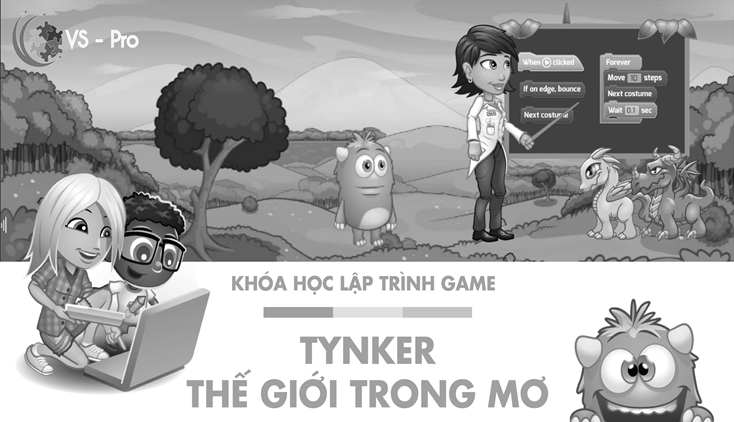 VS - Pro
When clicked
If on edge, bounce
Next costume
Forever
Move 10 steps
Next costume
Wait 0.1 sec
KHÓA HỌC LẬP TRÌNH GAME
TYNKER
THẾ GIỚI TRONG MƠ